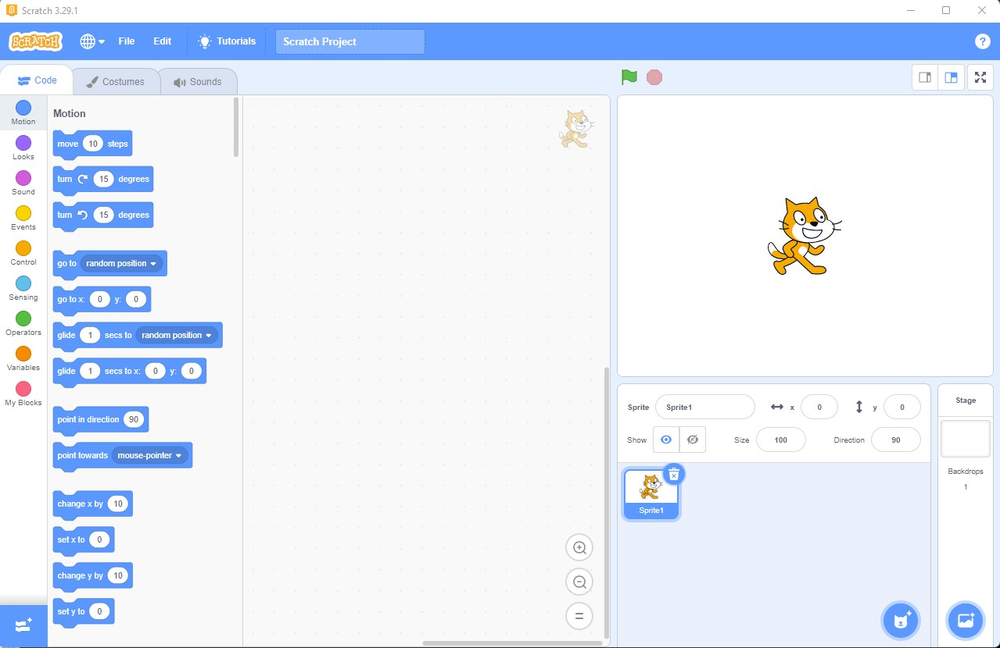 Scratch 3.29.1
SCRATCH File Edit Tutorials Scratch Project ?
Code Costumes Sounds
Motion
Looks
Sound
Events
Control
Sensing
Operators
Variables
My Blocks
Motion
move 10 steps
turn 15 degrees
turn 15 degrees
go to random position
go to x: 0 y: 0
glide 1 secs to random position
glide 1 secs to x: 0 y: 0
point in direction 90
point towards mouse-pointer
change x by 10
set x to 0
change y by 10
set y to 0
Sprite Sprite1 x 0 y 0
Show Size 100 Direction 90
Sprite1
Stage
Backdrops
1